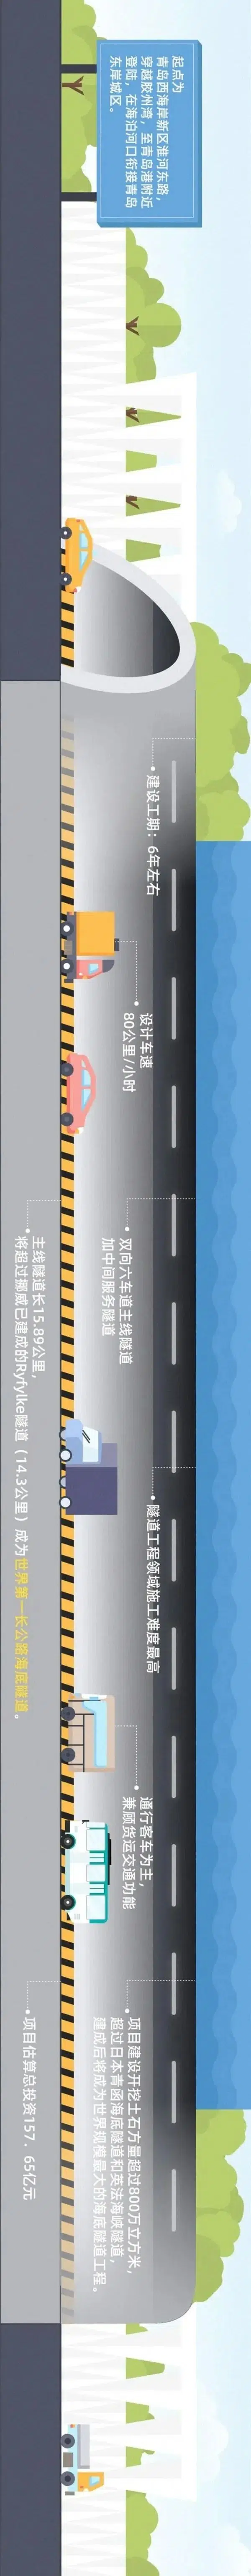 起点为
青岛西海岸新区淮河东路，
穿越胶州湾，至青岛港附近
登陆，在海泊河口衔接青岛
东岸城区。
建设工期：6年左右
设计车速
80公里/小时
双向六车道主线隧道
加中间服务隧道
隧道工程领域施工难度最高
通行客车为主，
兼顾货运交通功能
项目建设开挖土石方量超过800万立方米，
超过日本青函海底隧道和英法海峡隧道，
建成后将成为世界规模最大的海底隧道工程。
主线隧道长15.89公里，
将超过挪威已建成的Ryfylke隧道（14.3公里）成为世界第一长公路海底隧道。
项目估算总投资157．65亿元